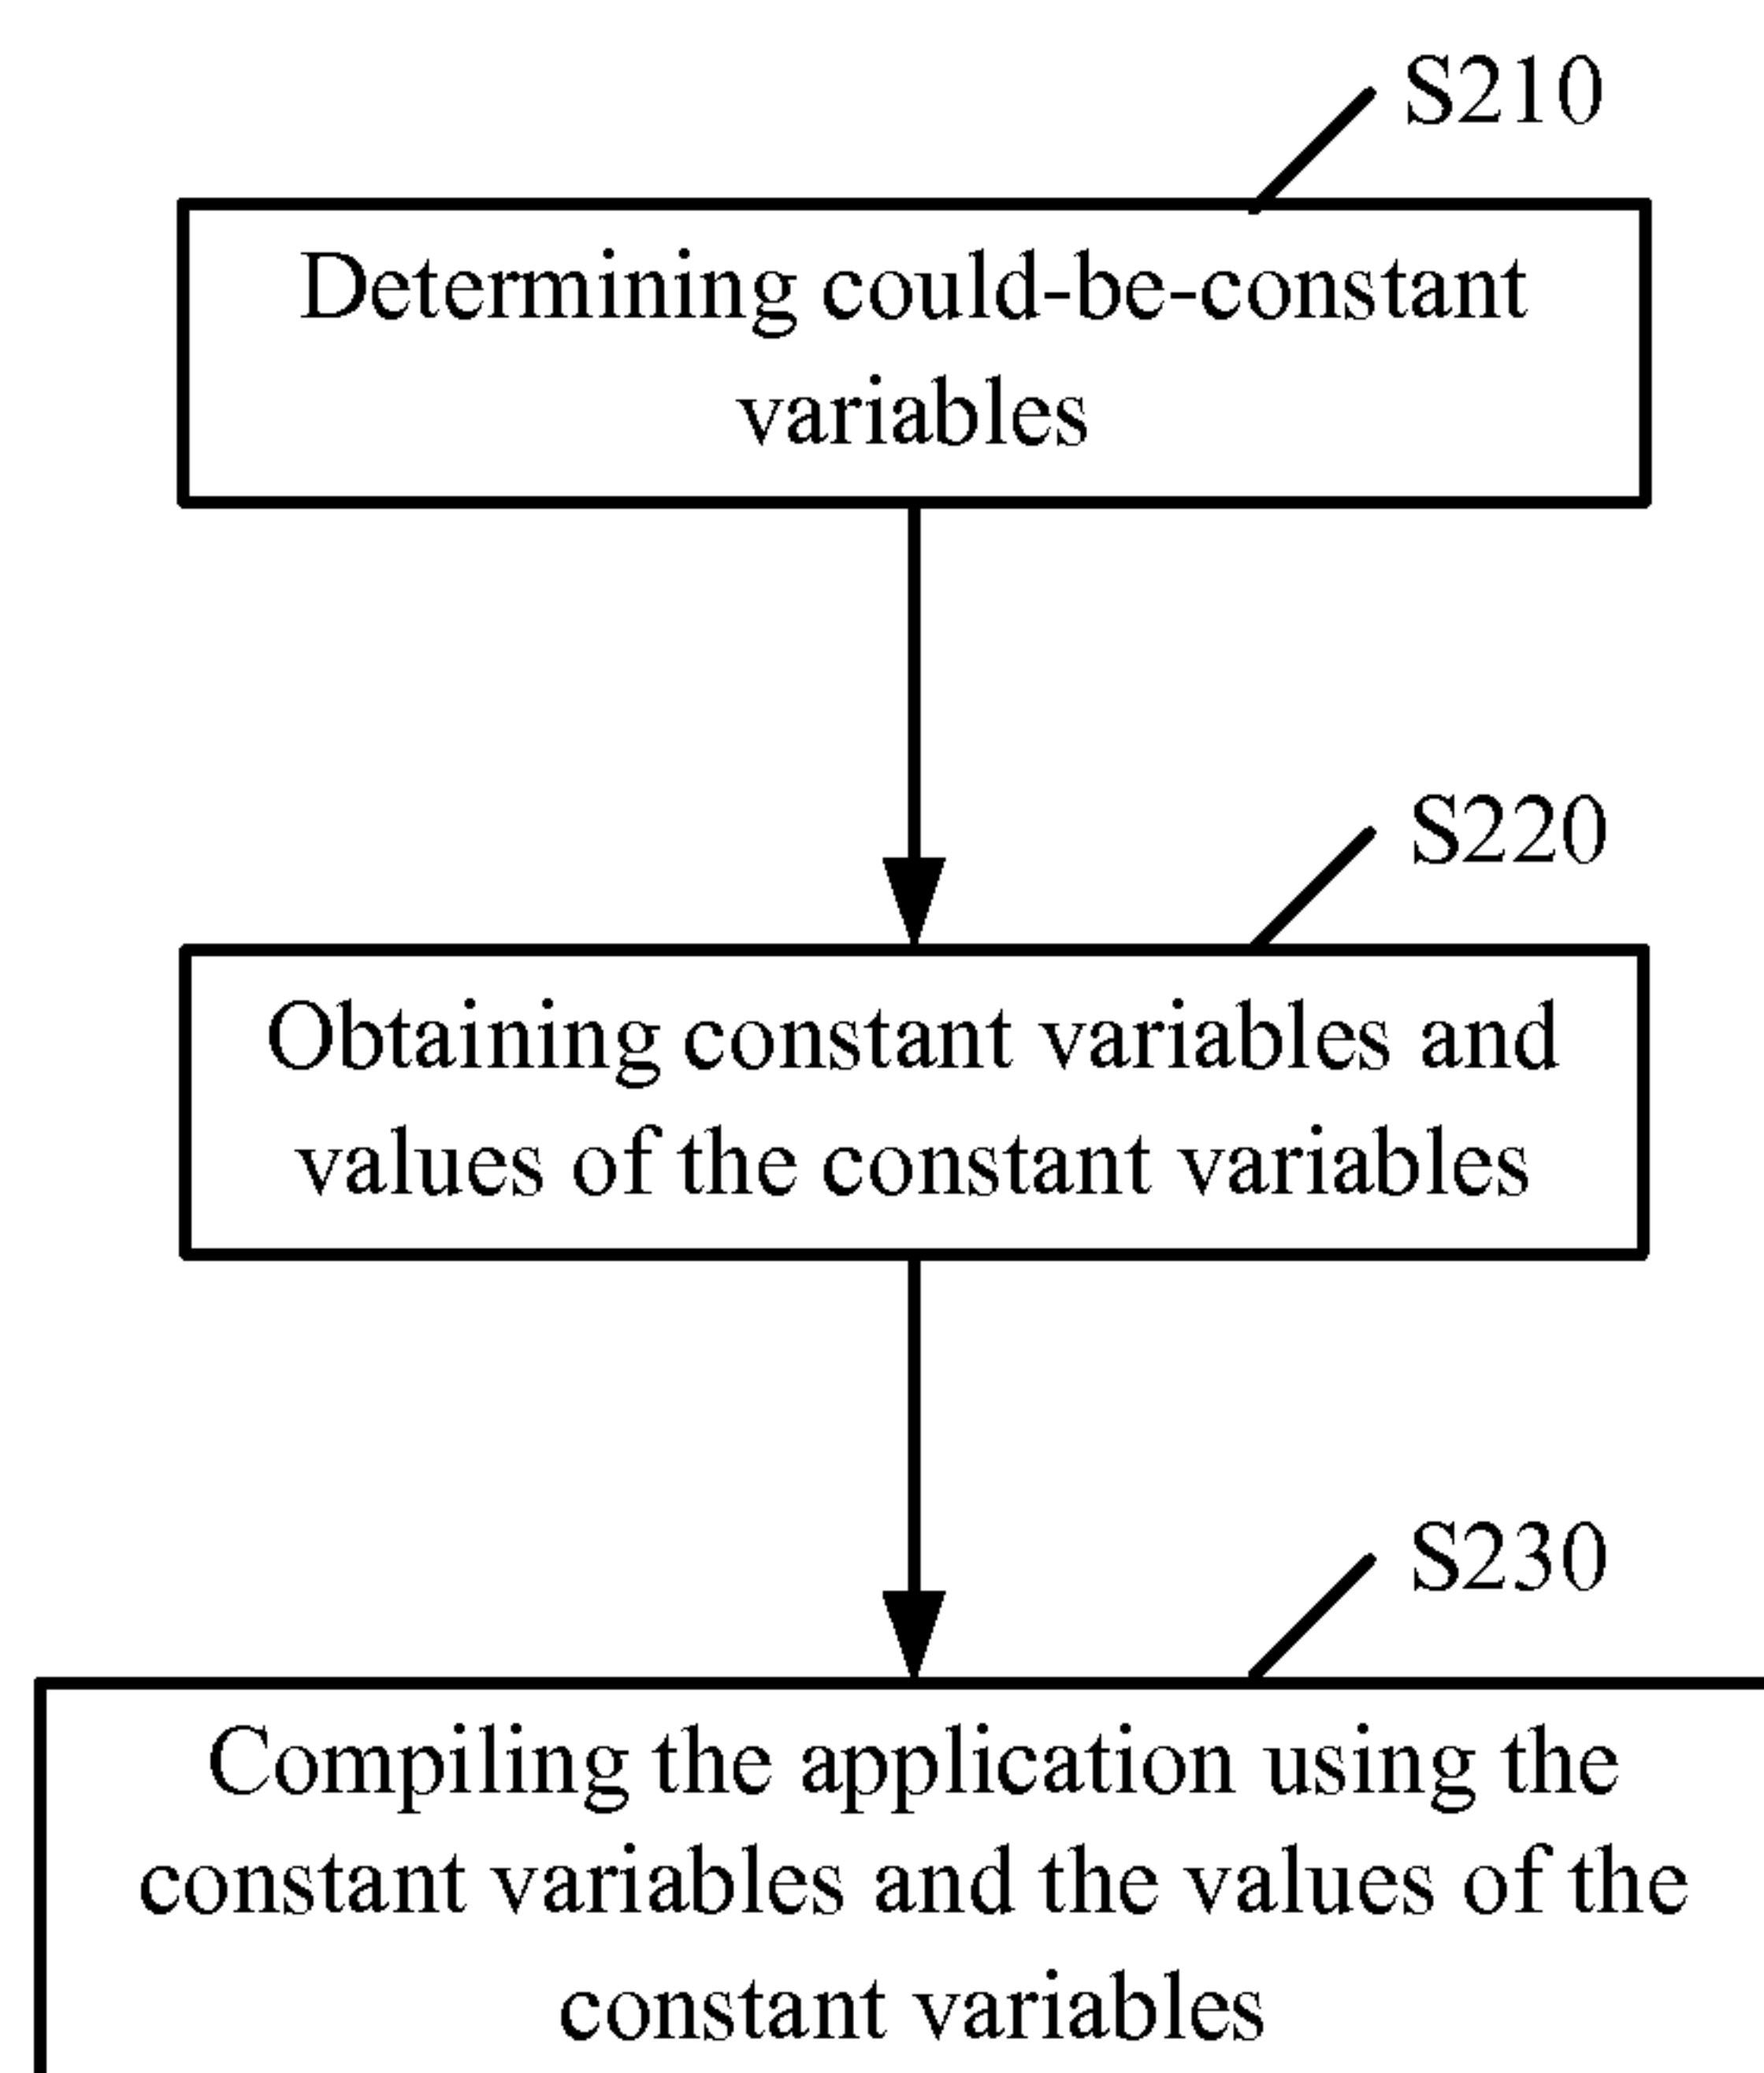 S210
Determining could-be-constant
variables
S220
Obtaining constant variables and
values of the constant variables
S230
Compiling the application using the
constant variables and the values of the
constant variables